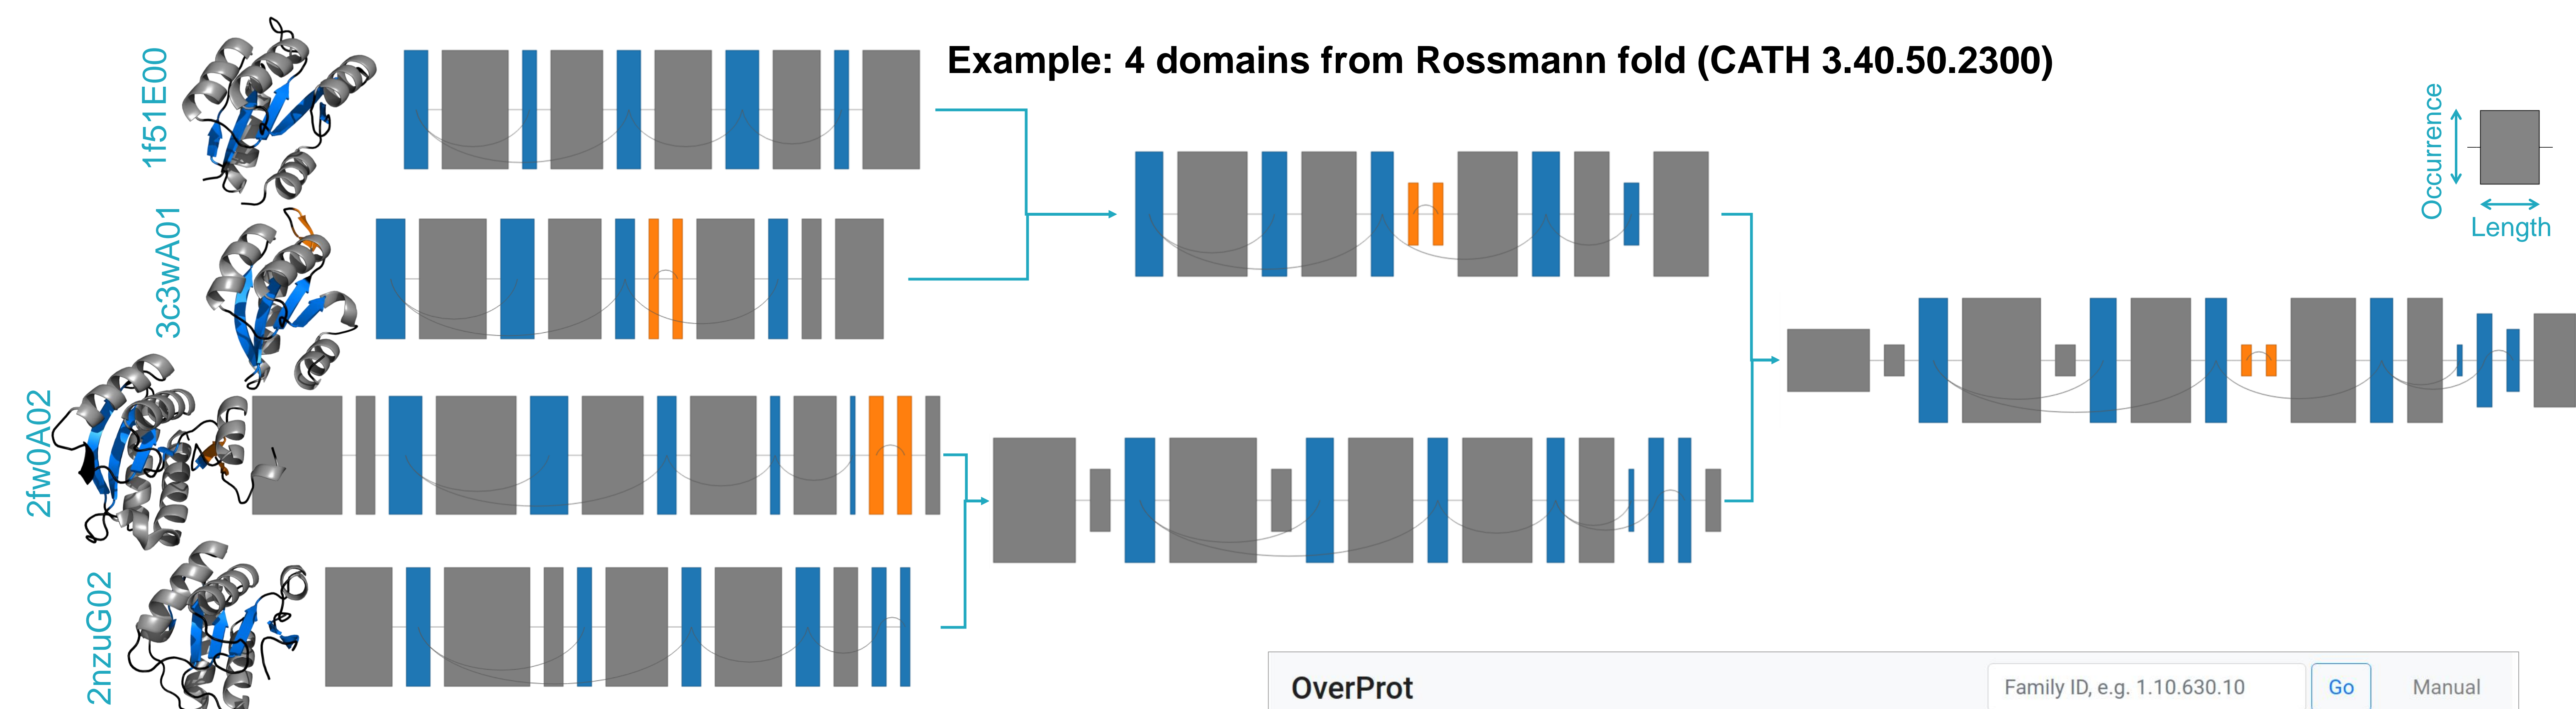 Example: 4 domains from Rossmann fold (CATH 3.40.50.2300)
1f51E00
3c3wA01
2fw0A02
2nzuG02
Occurrence
Length
OverProt
Family ID, e.g. 1.10.630.10
Go
Manual